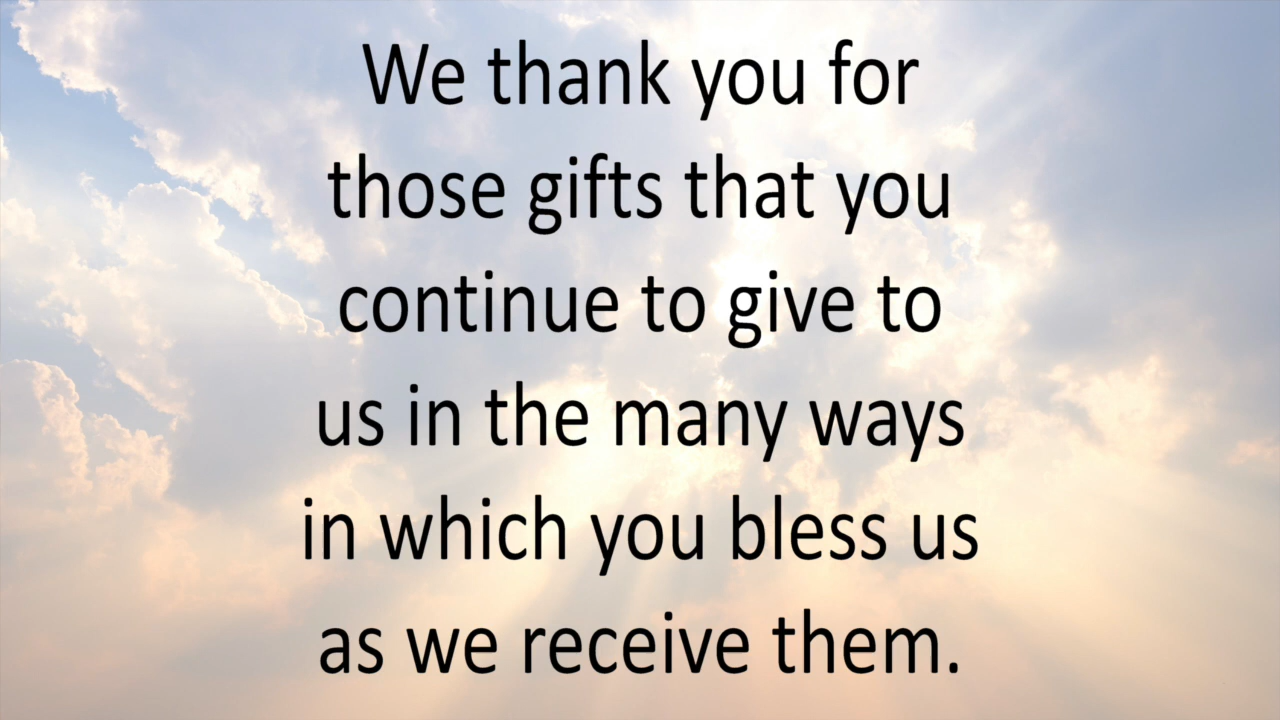 We thank you for
those gifts that you
continue to give to
us in the many ways
in which you bless us
as we receive them.